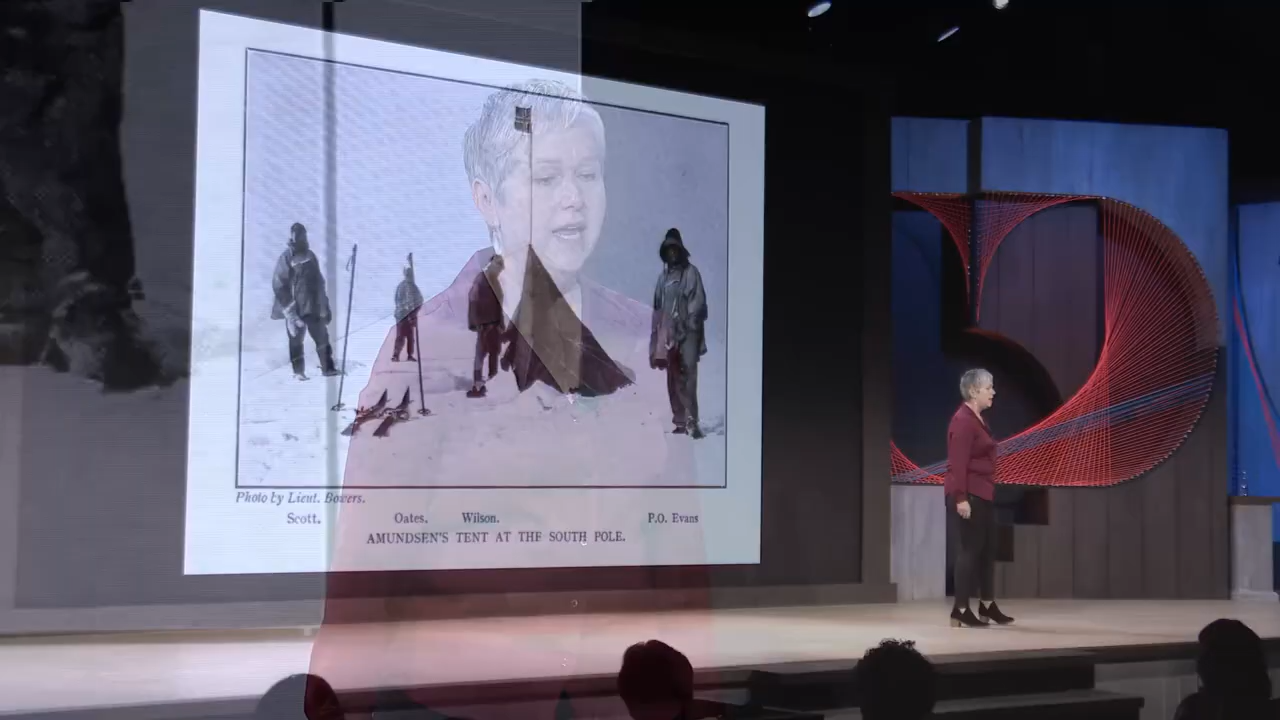 Photo by Lieut. Bowers.
Scott. Oates. Wilson. P.O. Evans
AMUNDSEN'S TENT AT THE SOUTH POLE.